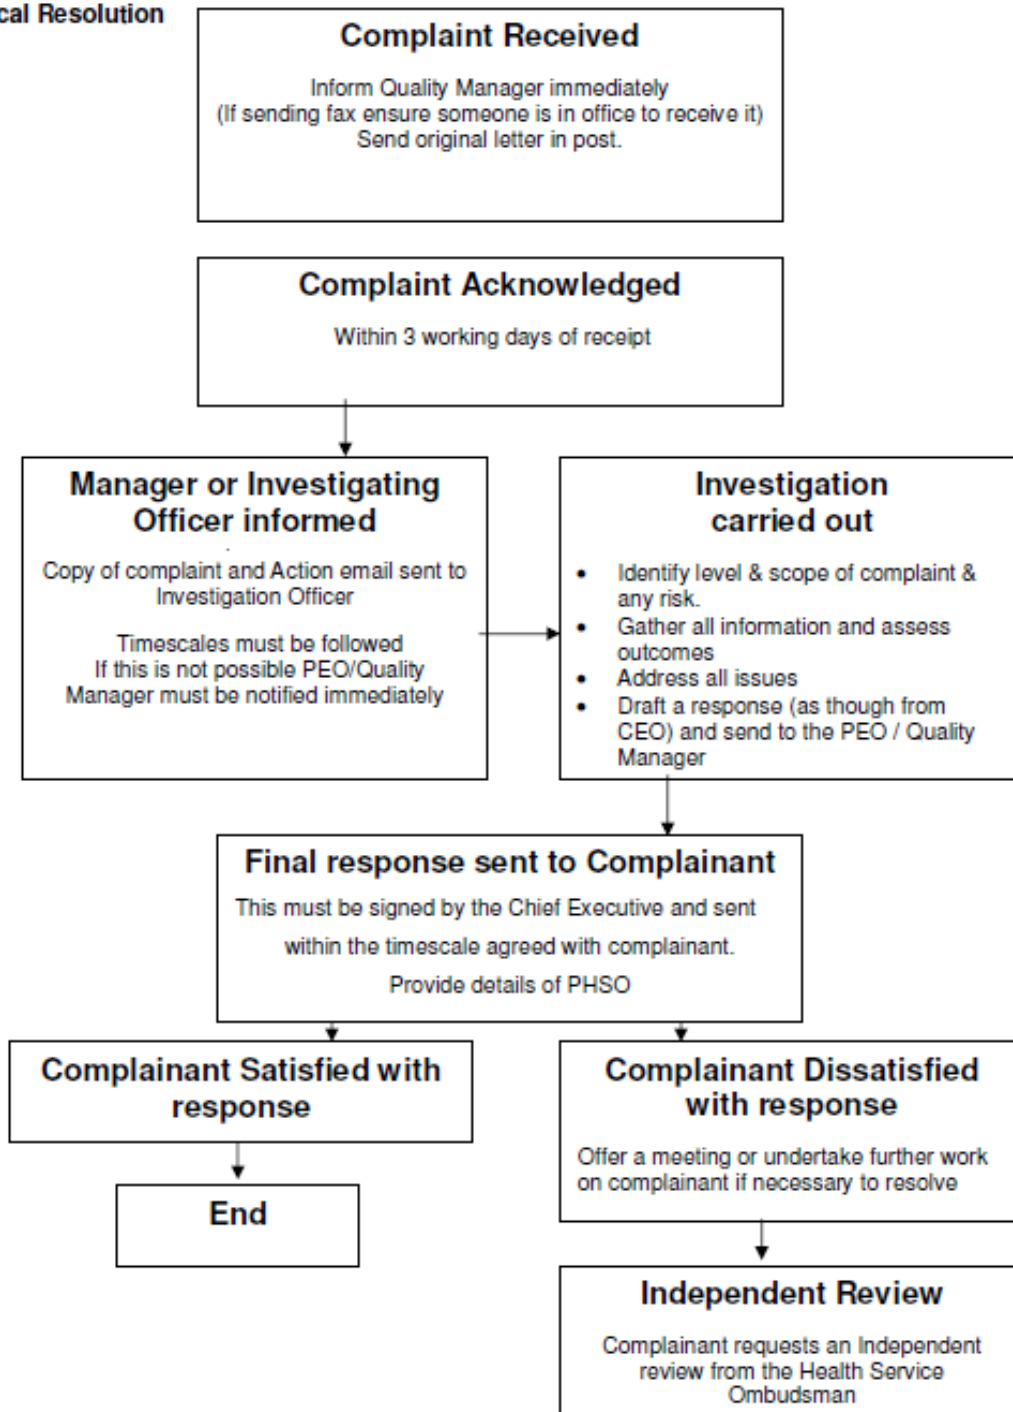 cal Resolution
Complaint Received
Inform Quality Manager immediately
(If sending fax ensure someone is in office to receive it)
Send original letter in post.
Complaint Acknowledged
Within 3 working days of receipt
Manager or Investigating
Officer informed
.
Copy of complaint and Action email sent to
Investigation Officer
Timescales must be followed
If this is not possible PEO/Quality
Manager must be notified immediately
Investigation
carried out
• Identify level & scope of complaint &
any risk.
• Gather all information and assess
outcomes
• Address all issues
• Draft a response (as though from
CEO) and send to the PEO / Quality
Manager
Final response sent to Complainant
This must be signed by the Chief Executive and sent
within the timescale agreed with complainant.
Provide details of PHSO
Complainant Satisfied with
response
End
Complainant Dissatisfied
with response
Offer a meeting or undertake further work
on complainant if necessary to resolve
Independent Review
Complainant requests an Independent
review from the Health Service
Ombudsman